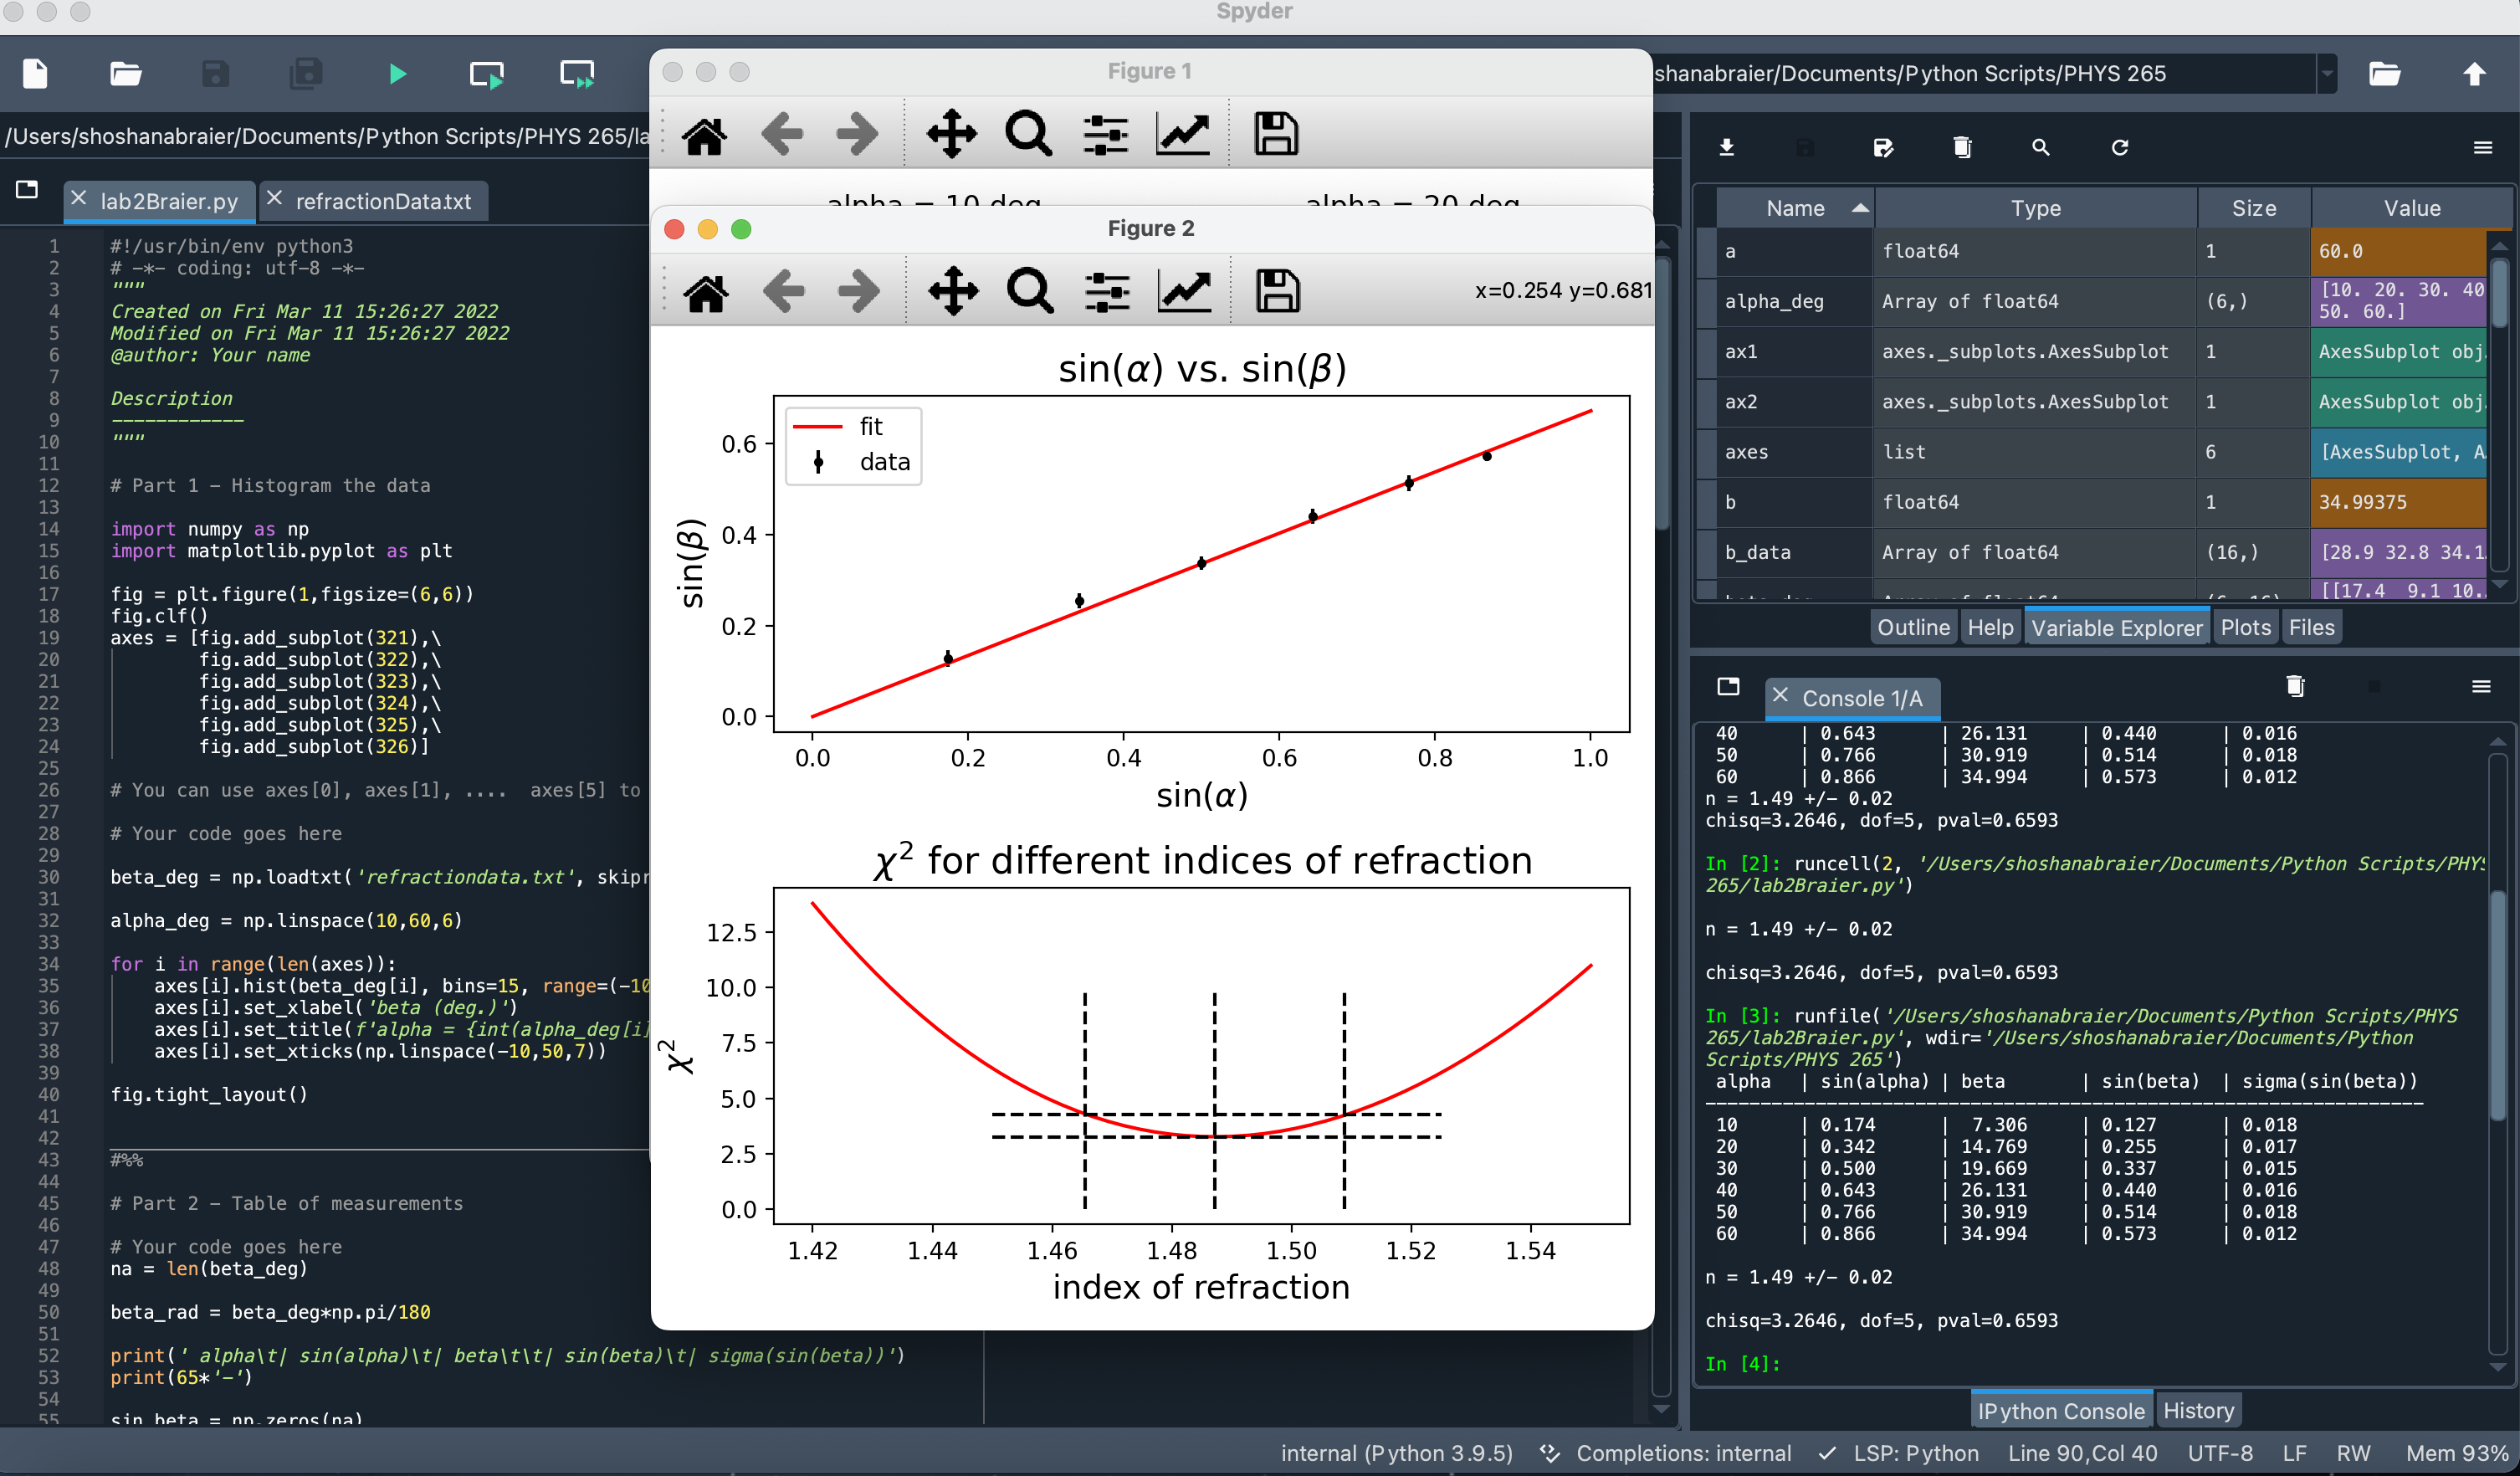 Spyder
/Users/shoshanabraier/Documents/Python Scripts/PHYS 265/la
lab2Braier.py
refractionData.txt
1 #!/usr/bin/env python3
2 # -*- coding: utf-8 -*-
3 """
4 Created on Fri Mar 11 15:26:27 2022
5 Modified on Fri Mar 11 15:26:27 2022
6 @author: Your name
7
8 Description
9 ------------
10 """
11
12 # Part 1 - Histogram the data
13
14 import numpy as np
15 import matplotlib.pyplot as plt
16
17 fig = plt.figure(1,figsize=(6,6))
18 fig.clf()
19 axes = [fig.add_subplot(321),\
20 fig.add_subplot(322),\
21 fig.add_subplot(323),\
22 fig.add_subplot(324),\
23 fig.add_subplot(325),\
24 fig.add_subplot(326)]
25
26 # You can use axes[0], axes[1], .... axes[5] to
27
28 # Your code goes here
29
30 beta_deg = np.loadtxt('refractiondata.txt', skipr
31
32 alpha_deg = np.linspace(10,60,6)
33
34 for i in range(len(axes)):
35 axes[i].hist(beta_deg[i], bins=15, range=(-10
36 axes[i].set_xlabel('beta (deg.)')
37 axes[i].set_title(f'alpha = {int(alpha_deg[i]
38 axes[i].set_xticks(np.linspace(-10,50,7))
39
40 fig.tight_layout()
41
42
43 #%%
44
45 # Part 2 - Table of measurements
46
47 # Your code goes here
48 na = len(beta_deg)
49
50 beta_rad = beta_deg*np.pi/180
51
52 print(' alpha\t| sin(alpha)\t| beta\t\t| sin(beta)\t| sigma(sin(beta))')
53 print(65*'-')
54
55 sin_beta = np.zeros(na)
Figure 1
alpha = 10 deg alpha = 20 deg
Figure 2
x=0.254 y=0.681
sin(α) vs. sin(β)
fit
data
sin(β)
0.6
0.4
0.2
0.0
0.0 0.2 0.4 0.6 0.8 1.0
sin(α)
χ² for different indices of refraction
χ²
12.5
10.0
7.5
5.0
2.5
0.0
1.42 1.44 1.46 1.48 1.50 1.52 1.54
index of refraction
shanabraier/Documents/Python Scripts/PHYS 265
Name Type Size Value
a float64 1 60.0
alpha_deg Array of float64 (6,) [10. 20. 30. 40
50. 60.]
ax1 axes._subplots.AxesSubplot 1 AxesSubplot obj.
ax2 axes._subplots.AxesSubplot 1 AxesSubplot obj.
axes list 6 [AxesSubplot, A
b float64 1 34.99375
b_data Array of float64 (16,) [28.9 32.8 34.1.
[[17.4 9.1 10.
Outline Help Variable Explorer Plots Files
Console 1/A
40 | 0.643 | 26.131 | 0.440 | 0.016
50 | 0.766 | 30.919 | 0.514 | 0.018
60 | 0.866 | 34.994 | 0.573 | 0.012
n = 1.49 +/- 0.02
chisq=3.2646, dof=5, pval=0.6593
In [2]: runcell(2, '/Users/shoshanabraier/Documents/Python Scripts/PHYS
265/lab2Braier.py')
n = 1.49 +/- 0.02
chisq=3.2646, dof=5, pval=0.6593
In [3]: runfile('/Users/shoshanabraier/Documents/Python Scripts/PHYS
265/lab2Braier.py', wdir='/Users/shoshanabraier/Documents/Python
Scripts/PHYS 265')
alpha | sin(alpha) | beta | sin(beta) | sigma(sin(beta))
-----------------------------------------------------------------
10 | 0.174 | 7.306 | 0.127 | 0.018
20 | 0.342 | 14.769 | 0.255 | 0.017
30 | 0.500 | 19.669 | 0.337 | 0.015
40 | 0.643 | 26.131 | 0.440 | 0.016
50 | 0.766 | 30.919 | 0.514 | 0.018
60 | 0.866 | 34.994 | 0.573 | 0.012
n = 1.49 +/- 0.02
chisq=3.2646, dof=5, pval=0.6593
In [4]:
IPython Console History
internal (Python 3.9.5) Completions: internal ✓ LSP: Python Line 90,Col 40 UTF-8 LF RW Mem 93%